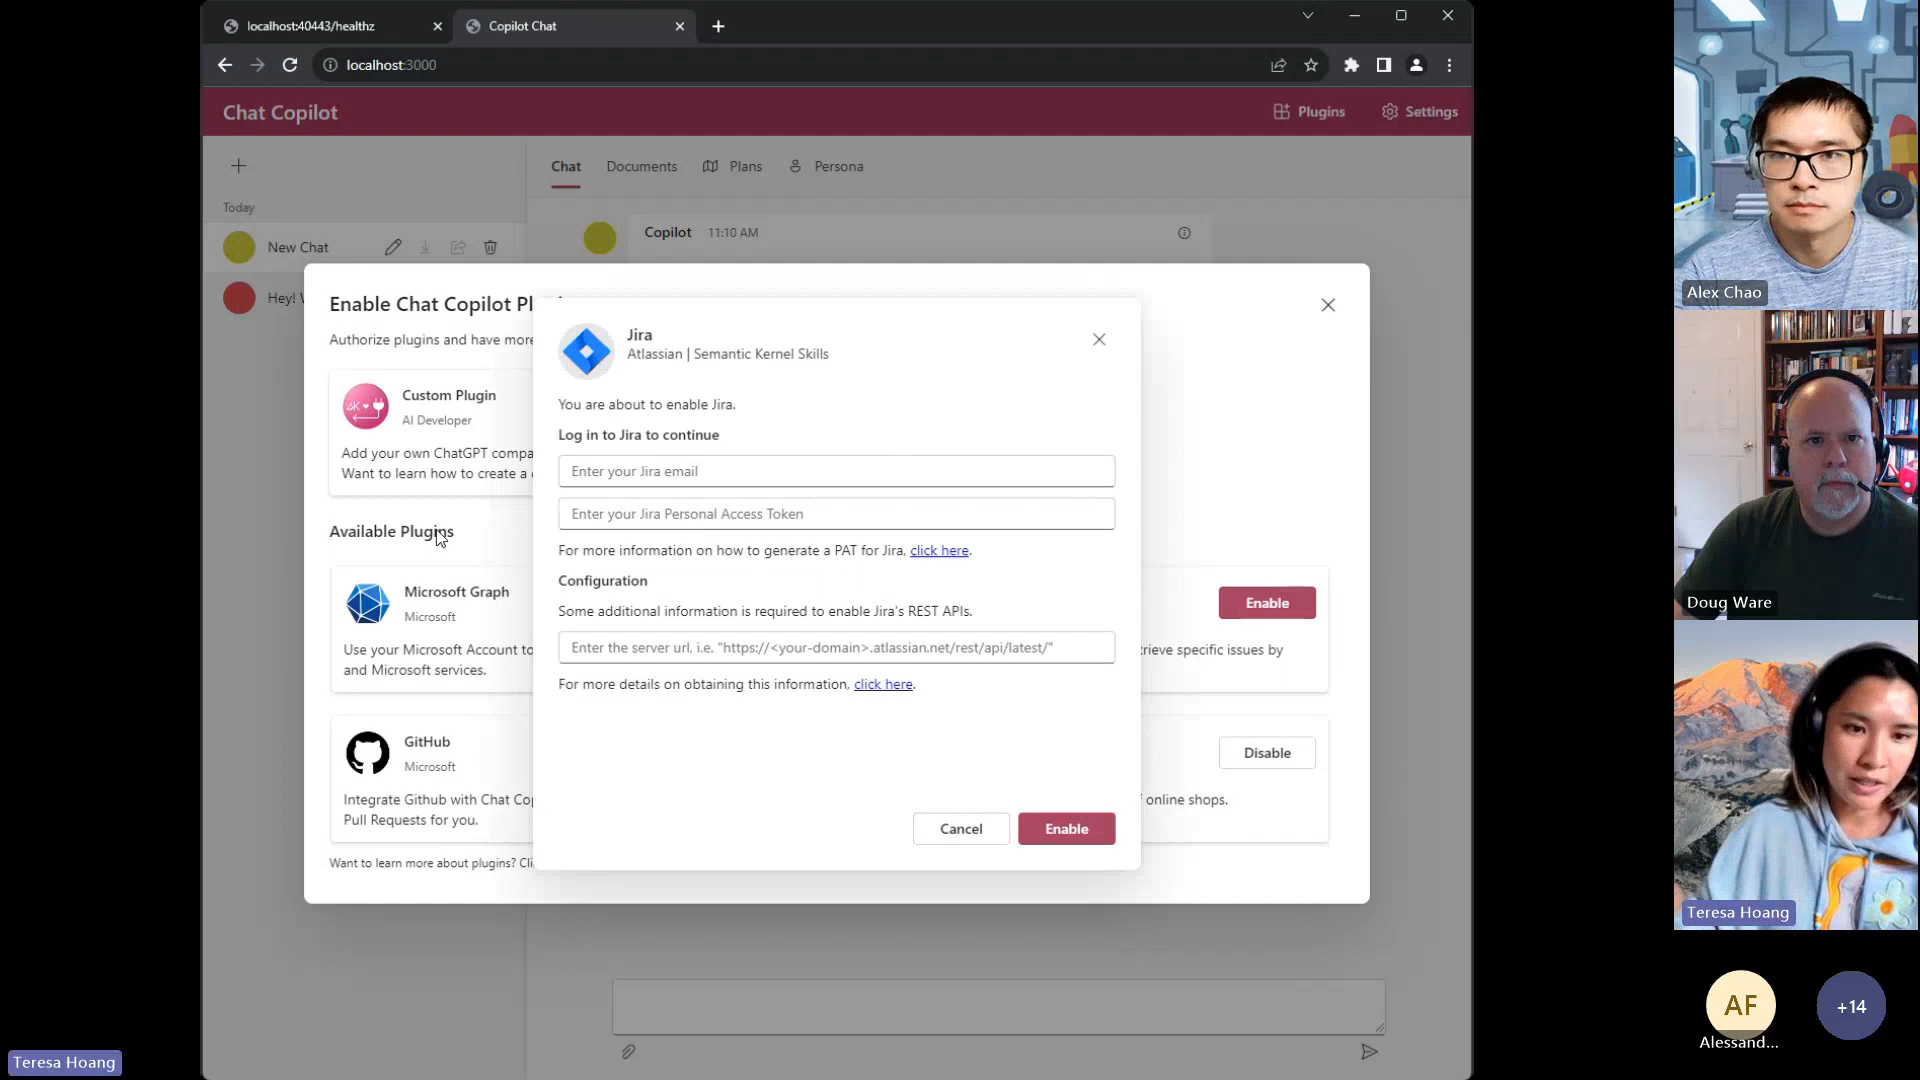 localhost:40443/healthz
Copilot Chat
localhost:3000
Chat Copilot
Plugins
Settings
Chat
Documents
Plans
Persona
Today
New Chat
Copilot 11:10 AM
Hey!
Enable Chat Copilot
Authorize plugins and have more
Custom Plugin
AI Developer
Add your own ChatGPT compa
Want to learn how to create a
Available Plugins
Microsoft Graph
Microsoft
Use your Microsoft Account to
and Microsoft services.
GitHub
Microsoft
Integrate Github with Chat Cop
Pull Requests for you.
Want to learn more about plugins? Cli
Jira
Atlassian | Semantic Kernel Skills
You are about to enable Jira.
Log in to Jira to continue
Enter your Jira email
Enter your Jira Personal Access Token
For more information on how to generate a PAT for Jira, click here.
Configuration
Some additional information is required to enable Jira's REST APIs.
Enter the server url, i.e. "https://<your-domain>.atlassian.net/rest/api/latest/"
For more details on obtaining this information, click here.
Cancel
Enable
Enable
trieve specific issues by
Disable
online shops.
Alex Chao
Doug Ware
Teresa Hoang
AF
Alessand...
+14
Teresa Hoang